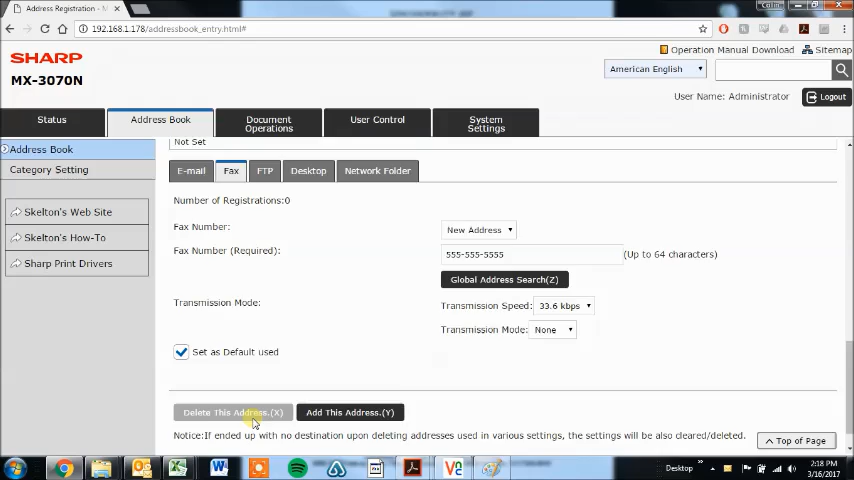 Address Registration - M
Colin
192.168.1.178/addressbook_entry.html#
SHARP
MX-3070N
Operation Manual Download
Sitemap
American English
User Name: Administrator
Logout
Status
Address Book
Document Operations
User Control
System Settings
Address Book
Category Setting
Skelton's Web Site
Skelton's How-To
Sharp Print Drivers
Not Set
E-mail
Fax
FTP
Desktop
Network Folder
Number of Registrations:0
Fax Number:
New Address
Fax Number (Required):
555-555-5555
(Up to 64 characters)
Global Address Search(Z)
Transmission Mode:
Transmission Speed: 33.6 kbps
Transmission Mode: None
Set as Default used
Delete This Address.(X)
Add This Address.(Y)
Notice:If ended up with no destination upon deleting addresses used in various settings, the settings will be also cleared/deleted.
Top of Page
Desktop
2:18 PM
3/16/2017